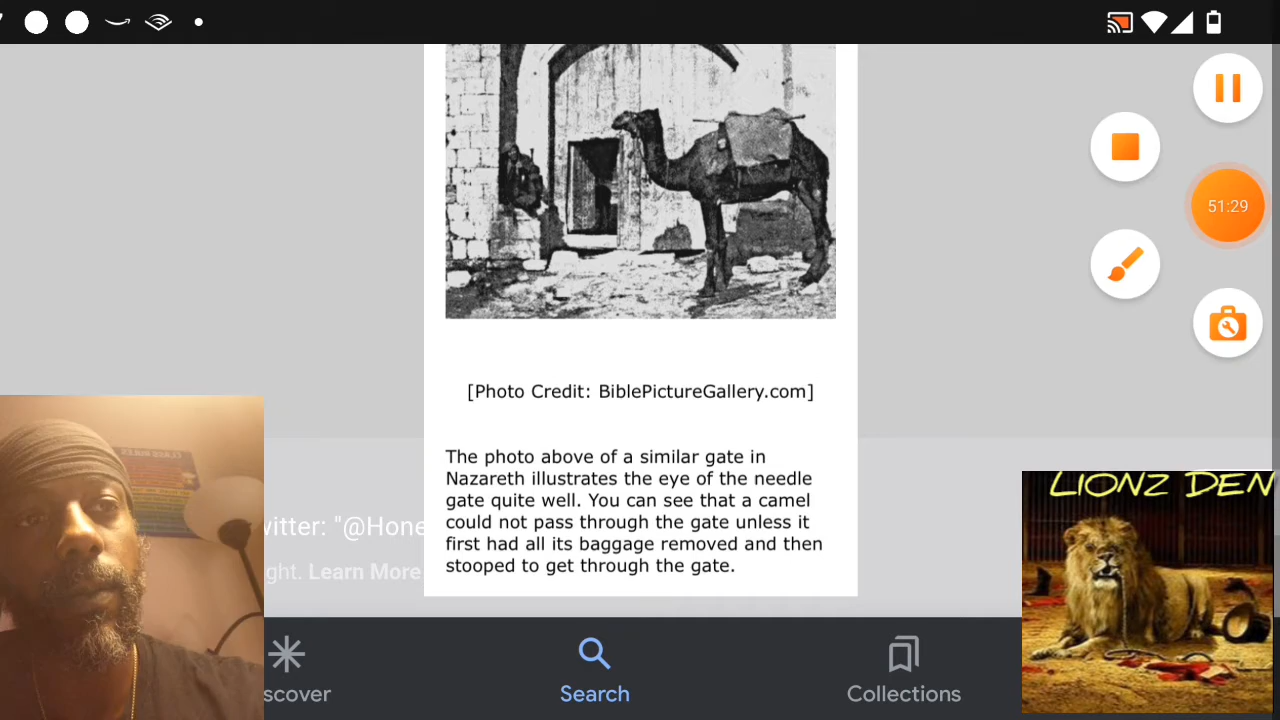 51:29
[Photo Credit: BiblePictureGallery.com]
The photo above of a similar gate in
Nazareth illustrates the eye of the needle
gate quite well. You can see that a camel
could not pass through the gate unless it
first had all its baggage removed and then
stooped to get through the gate.
vitter: "@Hone
ght. Learn More
LIONZ DEN
scover
Search
Collections